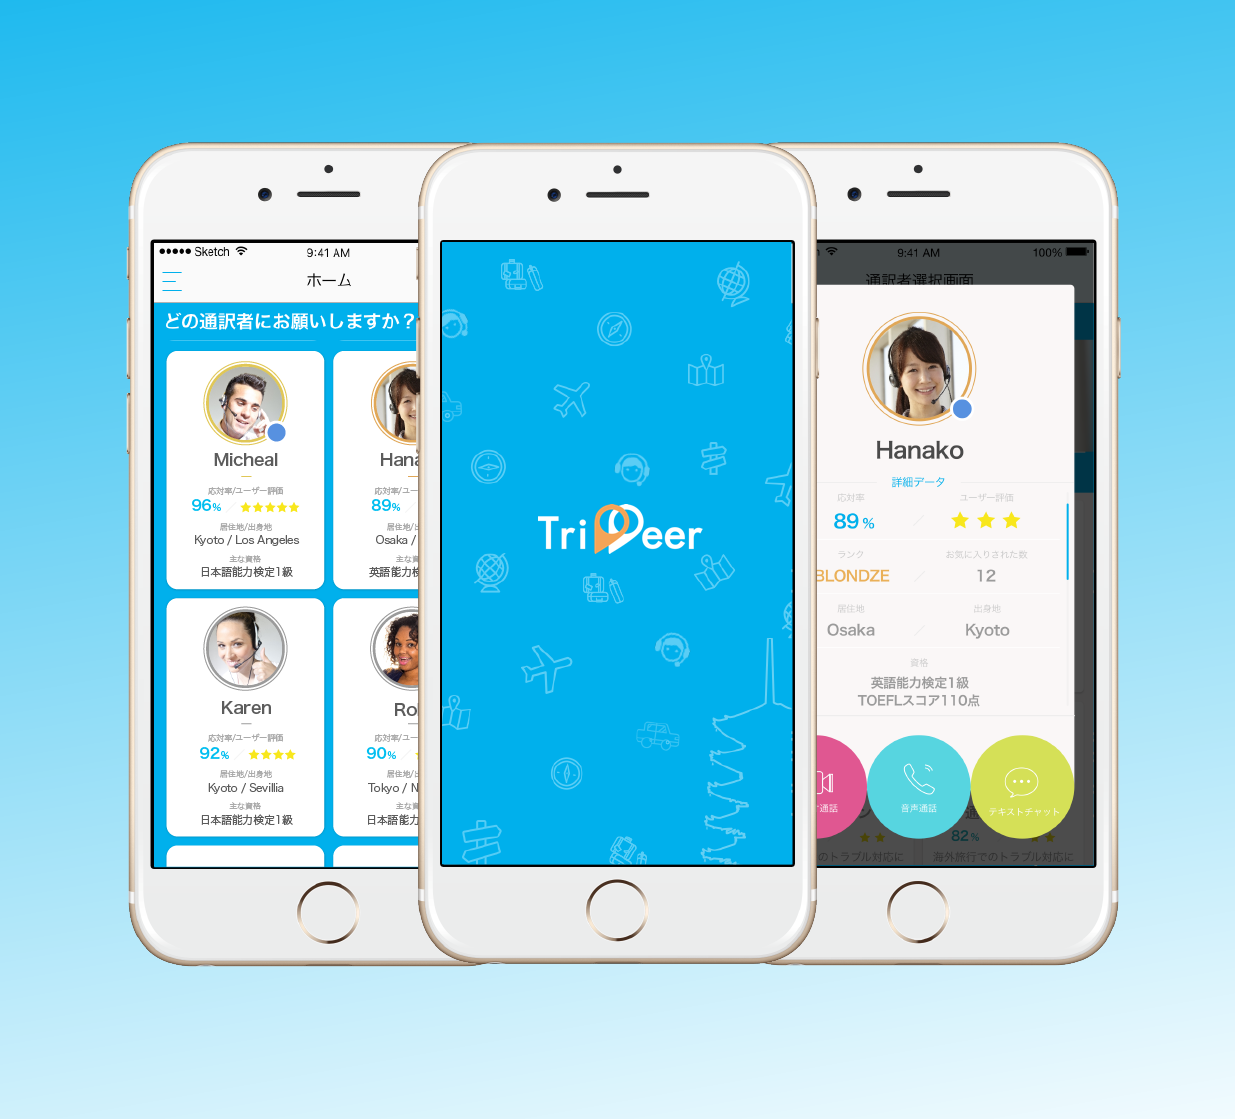 Sketch
9:41 AM
ホーム
どの通訳者にお願いしますか？
Micheal
応対率/ユーザー評価
96%
居住地/出身地
Kyoto / Los Angeles
主な資格
日本語能力検定1級
Hana
応対率/ユー
89%
居住地/出
Osaka /
主な資
英語能力検
Karen
応対率/ユーザー評価
92%
居住地/出身地
Kyoto / Sevillia
主な資格
日本語能力検定1級
Ro
応対率/ユー
90%
居住地/出
Tokyo / N
主な資
日本語能力検
TripPeer
9:41 AM
100%
通訳者選択画面
Hanako
詳細データ
応対率
ユーザー評価
89%
ランク
お気に入りされた数
BLONDZE
12
居住地
出身地
Osaka
Kyoto
資格
英語能力検定1級
TOEFLスコア110点
通話
音声通話
テキストチャット
82%
のトラブル対応に
海外旅行でのトラブル対応に